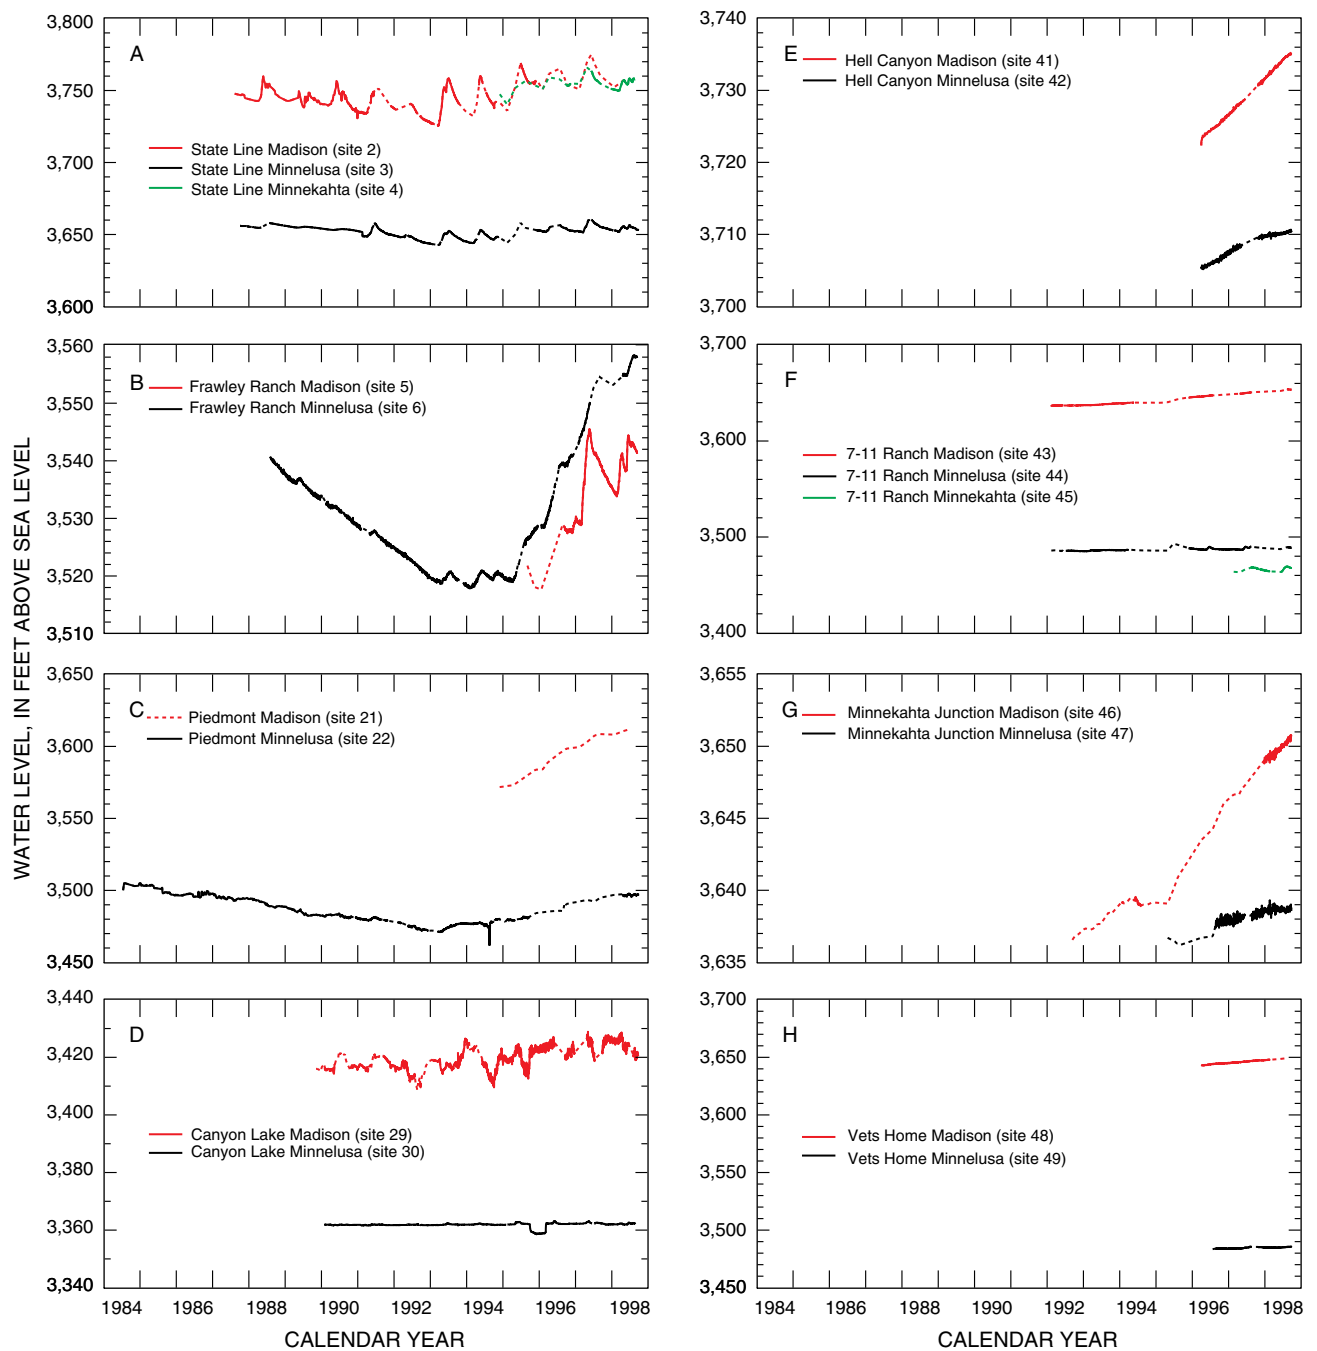 WATER LEVEL, IN FEET ABOVE SEA LEVEL
A
3,800
3,750
3,700
3,650
3,600
State Line Madison (site 2)
State Line Minnelusa (site 3)
State Line Minnekahta (site 4)
B
3,560
3,550
3,540
3,530
3,520
3,510
Frawley Ranch Madison (site 5)
Frawley Ranch Minnelusa (site 6)
C
3,650
3,600
3,550
3,500
3,450
Piedmont Madison (site 21)
Piedmont Minnelusa (site 22)
D
3,440
3,420
3,400
3,380
3,360
3,340
Canyon Lake Madison (site 29)
Canyon Lake Minnelusa (site 30)
1984 1986 1988 1990 1992 1994 1996 1998
CALENDAR YEAR
E
3,740
3,730
3,720
3,710
3,700
Hell Canyon Madison (site 41)
Hell Canyon Minnelusa (site 42)
F
3,700
3,600
3,500
3,400
7-11 Ranch Madison (site 43)
7-11 Ranch Minnelusa (site 44)
7-11 Ranch Minnekahta (site 45)
G
3,655
3,650
3,645
3,640
3,635
Minnekahta Junction Madison (site 46)
Minnekahta Junction Minnelusa (site 47)
H
3,700
3,650
3,600
3,550
3,500
3,450
Vets Home Madison (site 48)
Vets Home Minnelusa (site 49)
1984 1986 1988 1990 1992 1994 1996 1998
CALENDAR YEAR